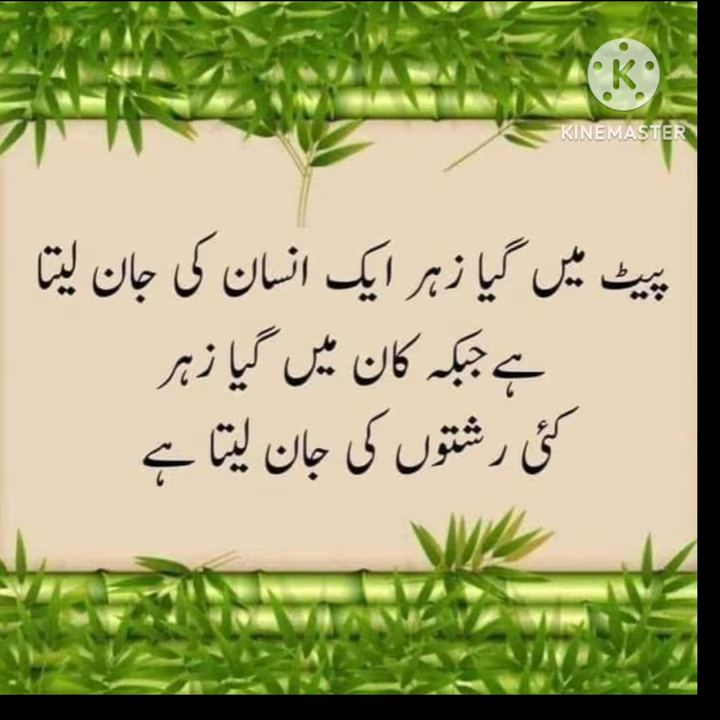 KINEMASTER
پیٹ میں گیا زہر ایک انسان کی جان لیتا
ہے جبکہ کان میں گیا زہر
کئی رشتوں کی جان لیتا ہے